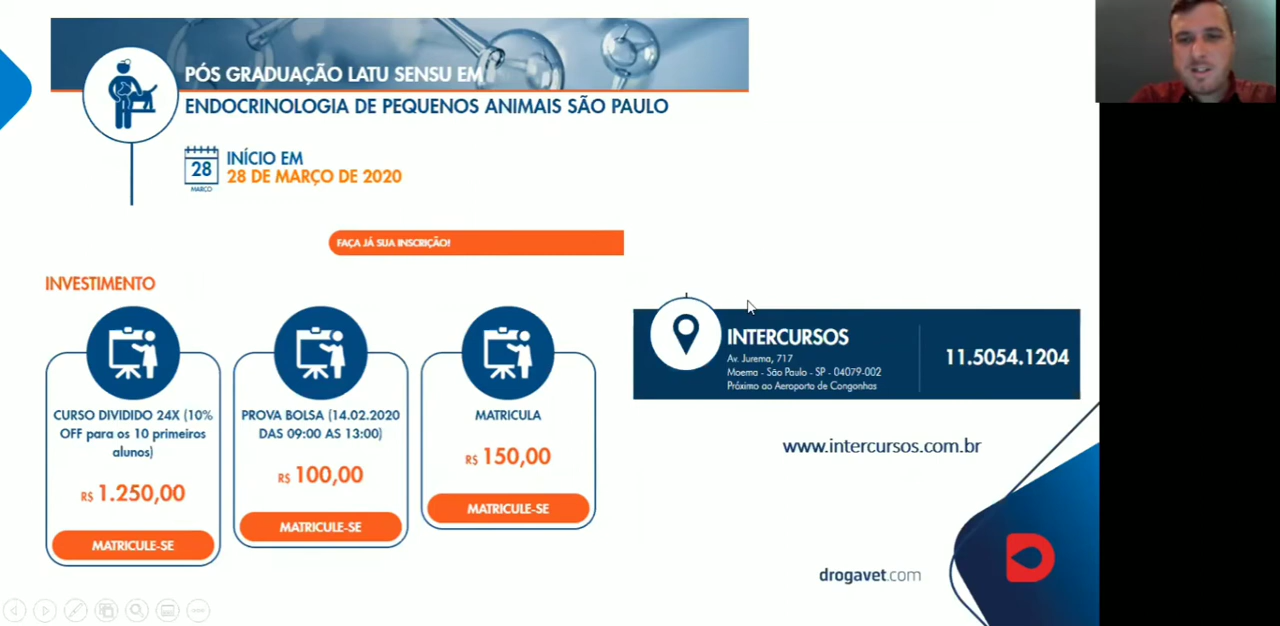 PÓS GRADUAÇÃO LATU SENSU EM
ENDOCRINOLOGIA DE PEQUENOS ANIMAIS SÃO PAULO
28
MARÇO
INÍCIO EM
28 DE MARÇO DE 2020
FAÇA JÁ SUA INSCRIÇÃO!
INVESTIMENTO
CURSO DIVIDIDO 24X (10%
OFF para os 10 primeiros
alunos)
R$ 1.250,00
MATRICULE-SE
PROVA BOLSA (14.02.2020
DAS 09:00 AS 13:00)
R$ 100,00
MATRICULE-SE
MATRICULA
R$ 150,00
MATRICULE-SE
INTERCURSOS
Av. Jurema, 717
Moema - São Paulo - SP - 04079-002
Próximo ao Aeroporto de Congonhas
11.5054.1204
www.intercursos.com.br
drogavet.com